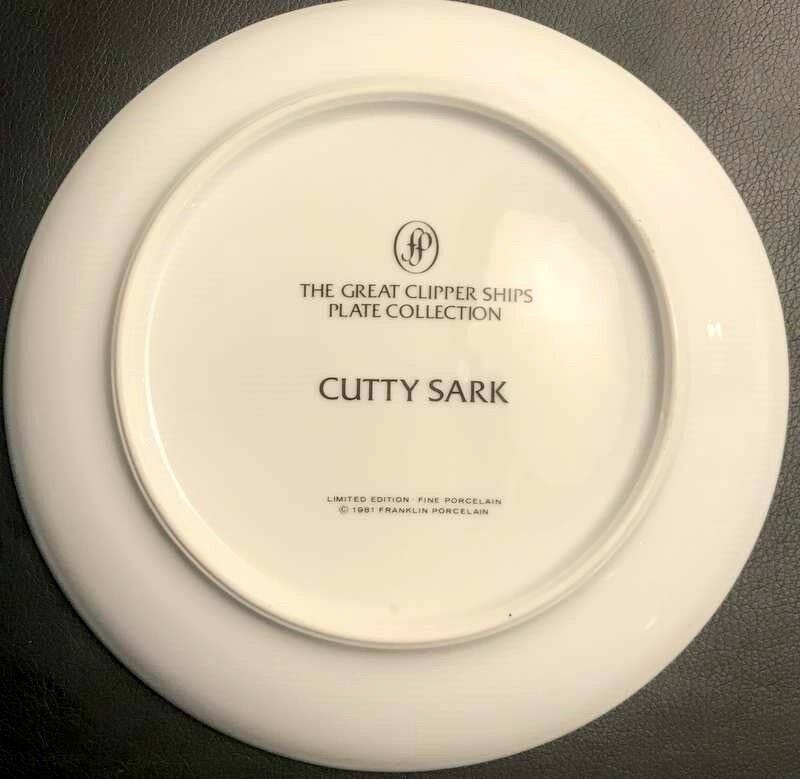 FP
THE GREAT CLIPPER SHIPS
PLATE COLLECTION
CUTTY SARK
LIMITED EDITION · FINE PORCELAIN
© 1981 FRANKLIN PORCELAIN